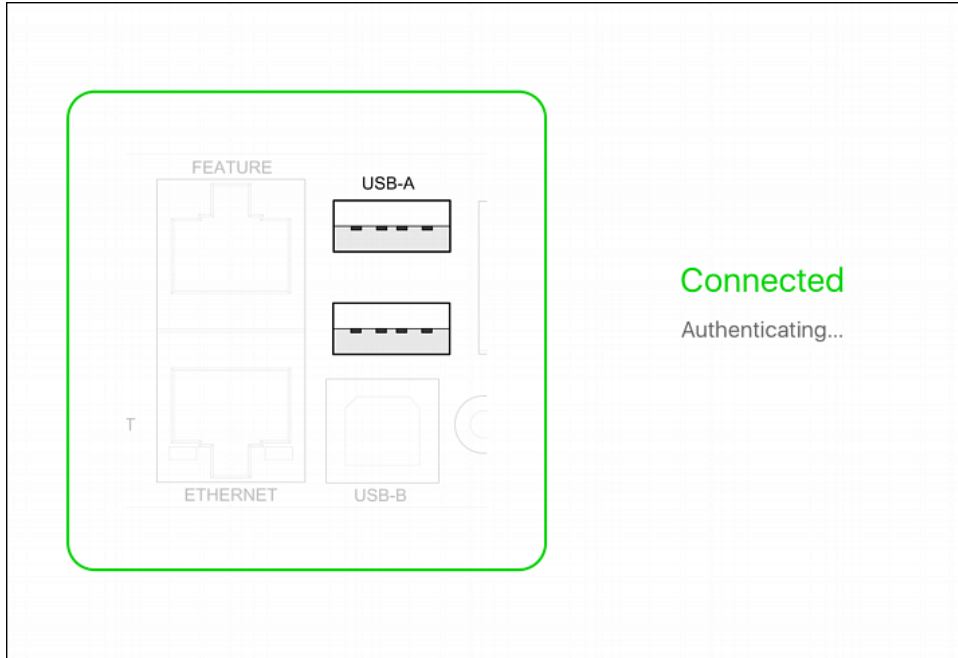 FEATURE
USB-A
Connected
Authenticating...
T
ETHERNET
USB-B